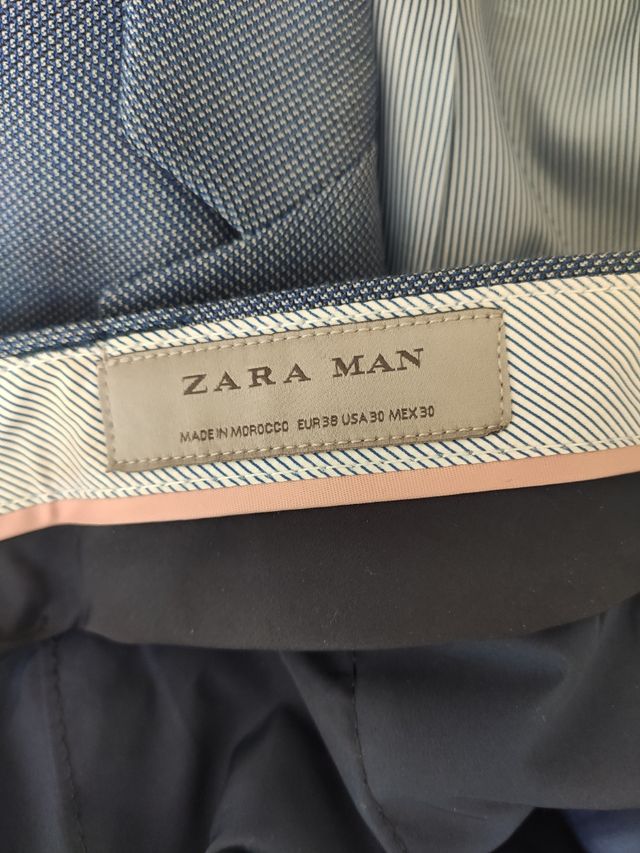 ZARA MAN
MADE IN MOROCCO EUR 38 USA 30 MEX 30